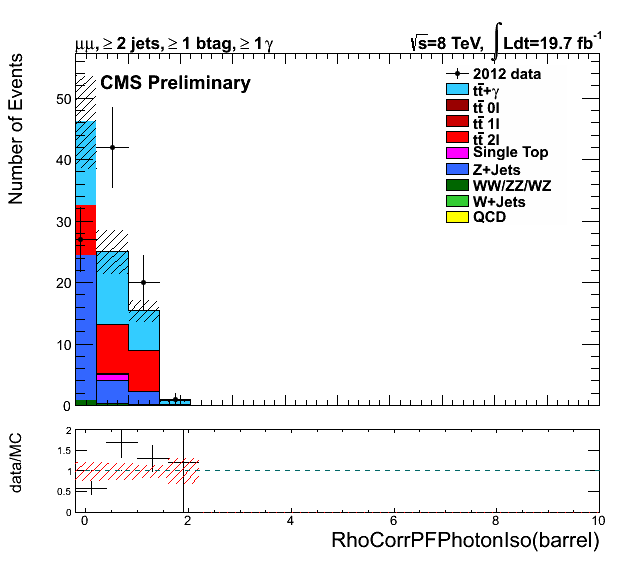 μμ, ≥ 2 jets, ≥ 1 btag, ≥ 1 γ
√s=8 TeV, ∫Ldt=19.7 fb⁻¹
CMS Preliminary
2012 data
tt̄+γ
tt̄ 0l
tt̄ 1l
tt̄ 2l
Single Top
Z+Jets
WW/ZZ/WZ
W+Jets
QCD
Number of Events
50
40
30
20
10
0
data/MC
2
1.5
1
0.5
0
0 2 4 6 8 10
RhoCorrPFPhotonIso(barrel)